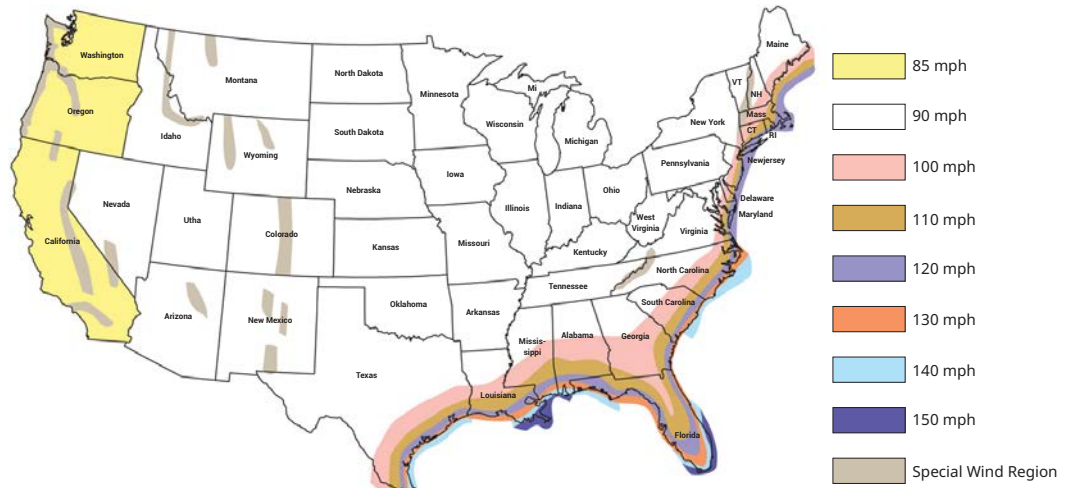 Washington
Oregon
California
Nevada
Idaho
Montana
Wyoming
Utha
Colorado
Arizona
New Mexico
North Dakota
South Dakota
Nebraska
Kansas
Oklahoma
Texas
Minnesota
Iowa
Missouri
Arkansas
Louisiana
Wisconsin
Mi
Michigan
Illinois
Indiana
Ohio
Kentucky
Tennessee
Missis-
sippi
Alabama
Georgia
Florida
South Carolina
North Carolina
Virginia
West
Virginia
Pennsylvania
New York
VT
NH
Maine
Mass
CT
RI
Newjersey
Delaware
Maryland
85 mph
90 mph
100 mph
110 mph
120 mph
130 mph
140 mph
150 mph
Special Wind Region